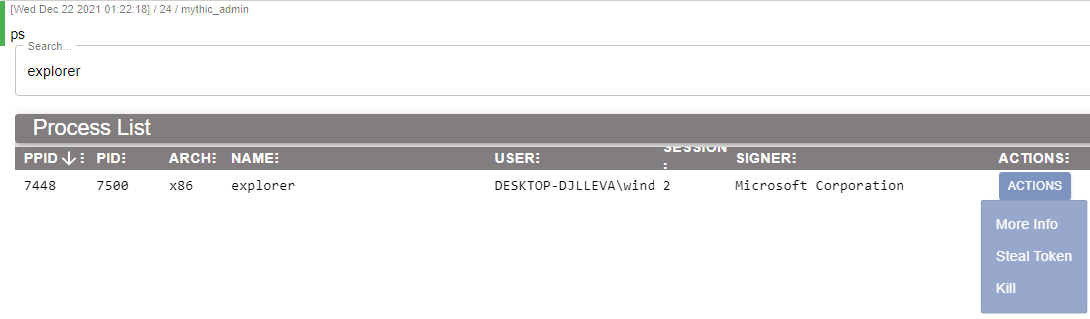 [Wed Dec 22 2021 01:22:18] / 24 / mythic_admin
ps
Search...
explorer
Process List
PPID PID ARCH NAME USER SESSION SIGNER ACTIONS
7448 7500 x86 explorer DESKTOP-DJLLEVA\wind 2 Microsoft Corporation ACTIONS
More Info
Steal Token
Kill